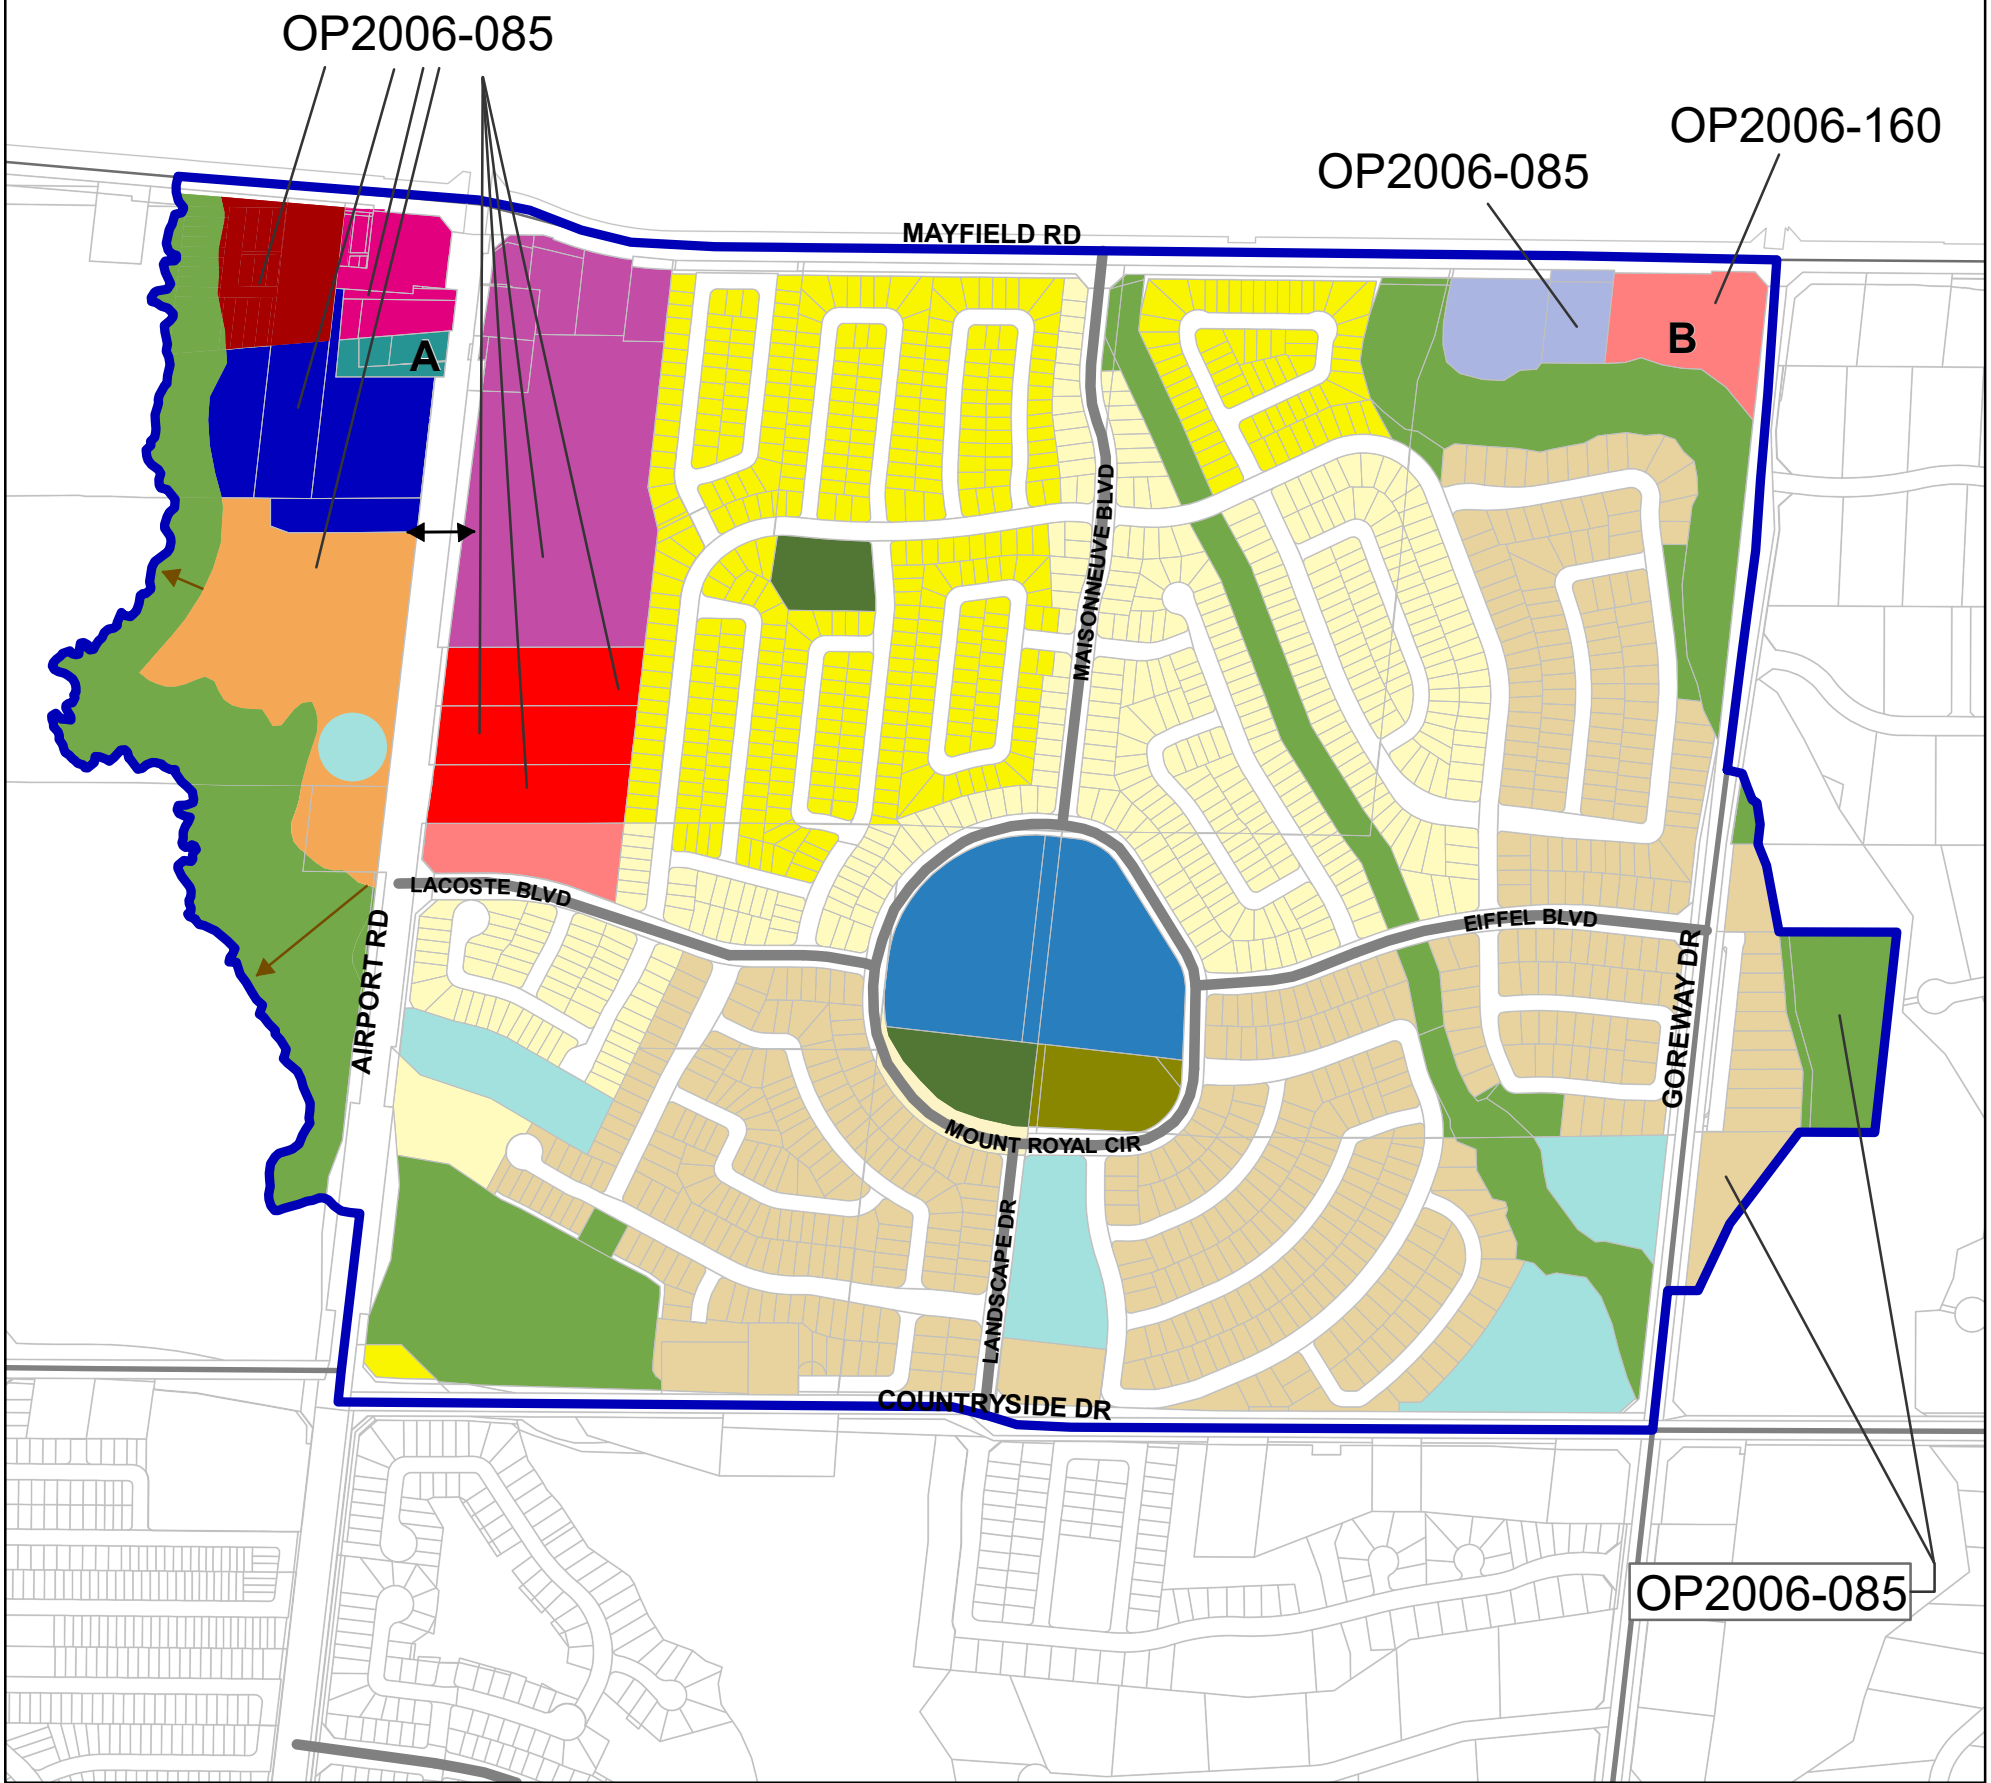 OP2006-085
OP2006-160
OP2006-085
MAYFIELD RD
B
A
MAISONNEUVE BLVD
LACOSTE BLVD
EIFFEL BLVD
AIRPORT RD
GOREWAY DR
MOUNT ROYAL CIR
LANDSCAPE DR
COUNTRYSIDE DR
OP2006-085